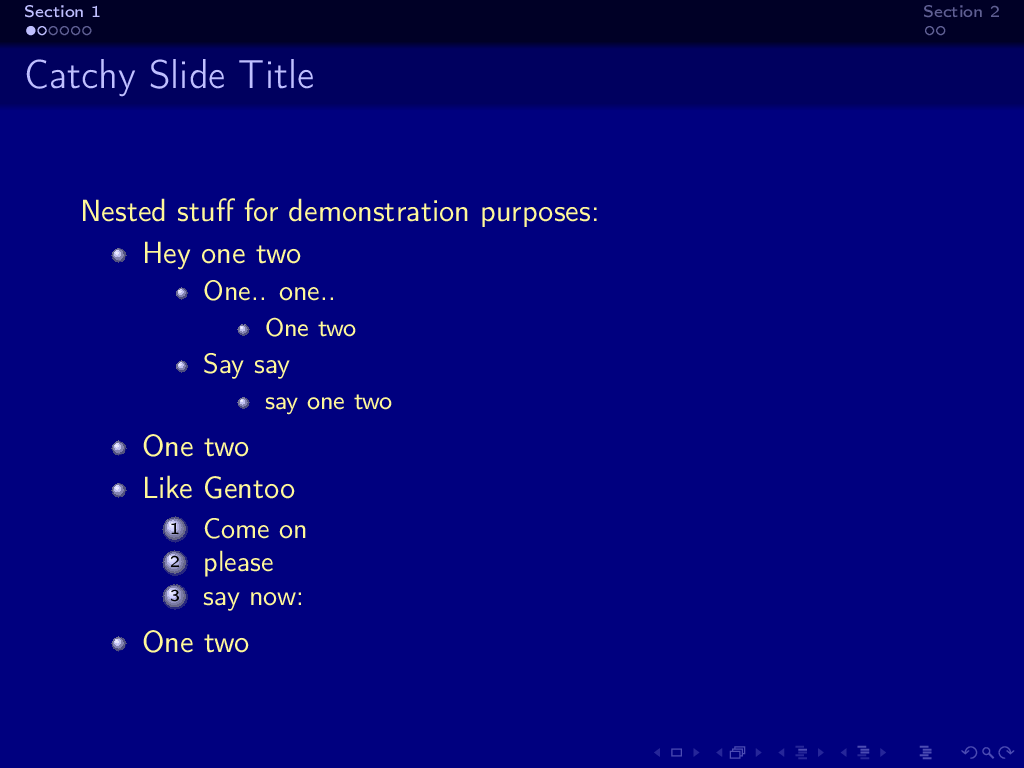 Section 1
Section 2
Catchy Slide Title
Nested stuff for demonstration purposes:
Hey one two
One.. one..
One two
Say say
say one two
One two
Like Gentoo
1 Come on
2 please
3 say now:
One two